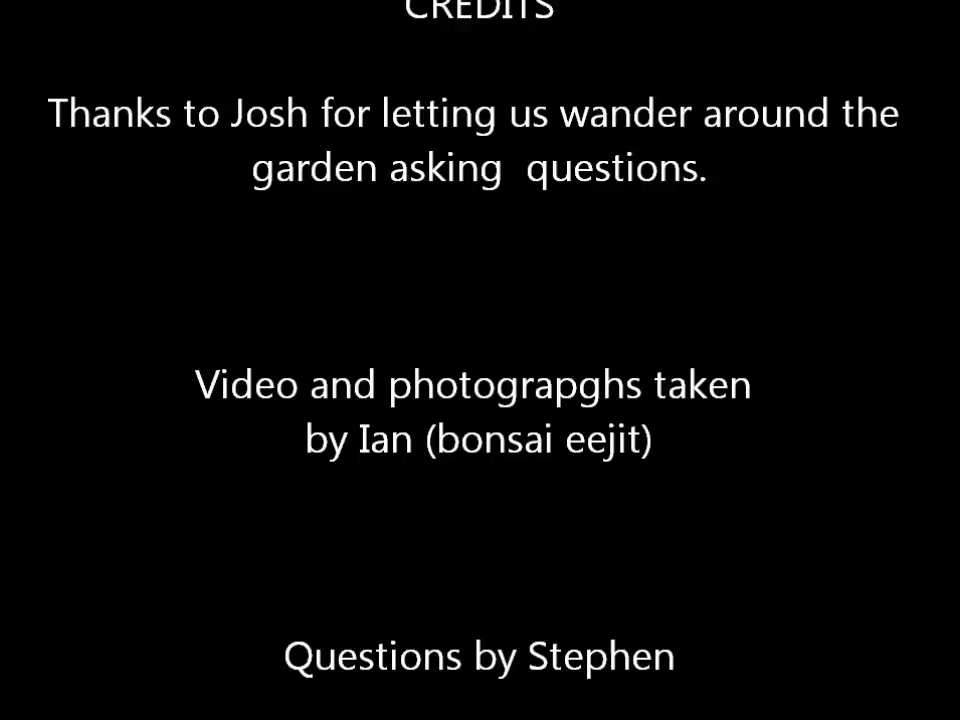 CREDITS
Thanks to Josh for letting us wander around the
garden asking  questions.
Video and photograpghs taken
by Ian (bonsai eejit)
Questions by Stephen